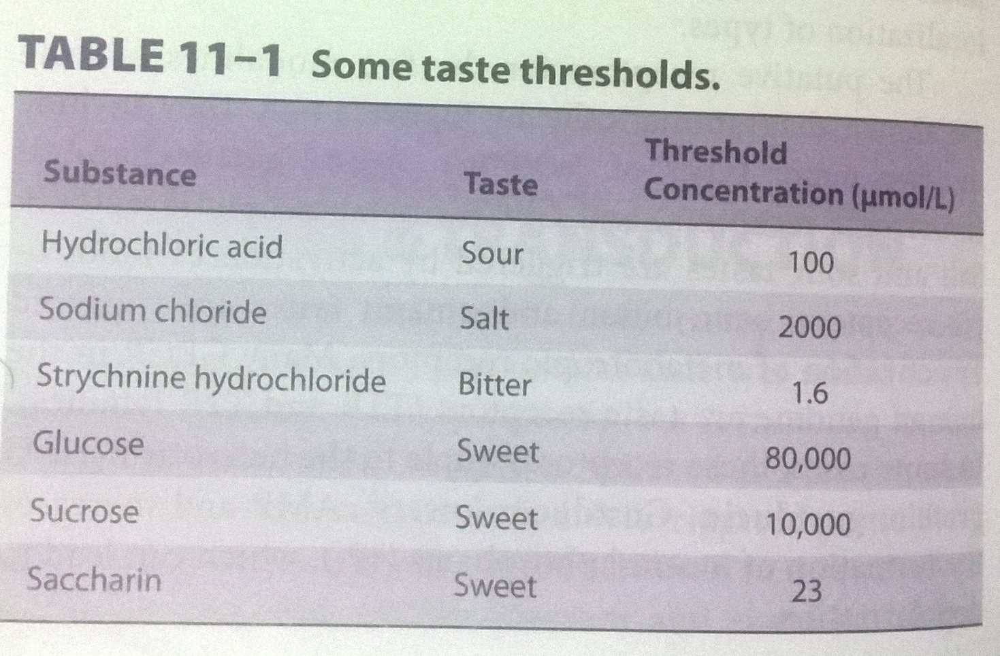 TABLE 11–1 Some taste thresholds.
Substance Taste Threshold Concentration (μmol/L)
Hydrochloric acid Sour 100
Sodium chloride Salt 2000
Strychnine hydrochloride Bitter 1.6
Glucose Sweet 80,000
Sucrose Sweet 10,000
Saccharin Sweet 23